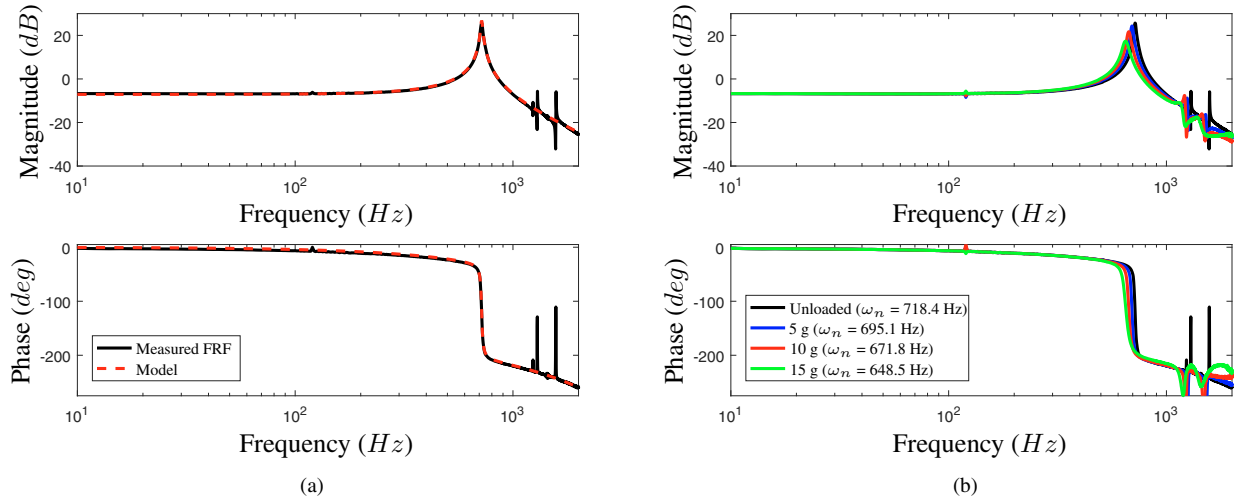 20
0
-20
-40
Magnitude (dB)
10^1
10^2
10^3
Frequency (Hz)
0
-100
-200
Phase (deg)
Measured FRF
Model
10^1
10^2
10^3
Frequency (Hz)
(a)
20
0
-20
-40
Magnitude (dB)
10^1
10^2
10^3
Frequency (Hz)
0
-100
-200
Phase (deg)
Unloaded (ω_n = 718.4 Hz)
5 g (ω_n = 695.1 Hz)
10 g (ω_n = 671.8 Hz)
15 g (ω_n = 648.5 Hz)
10^1
10^2
10^3
Frequency (Hz)
(b)